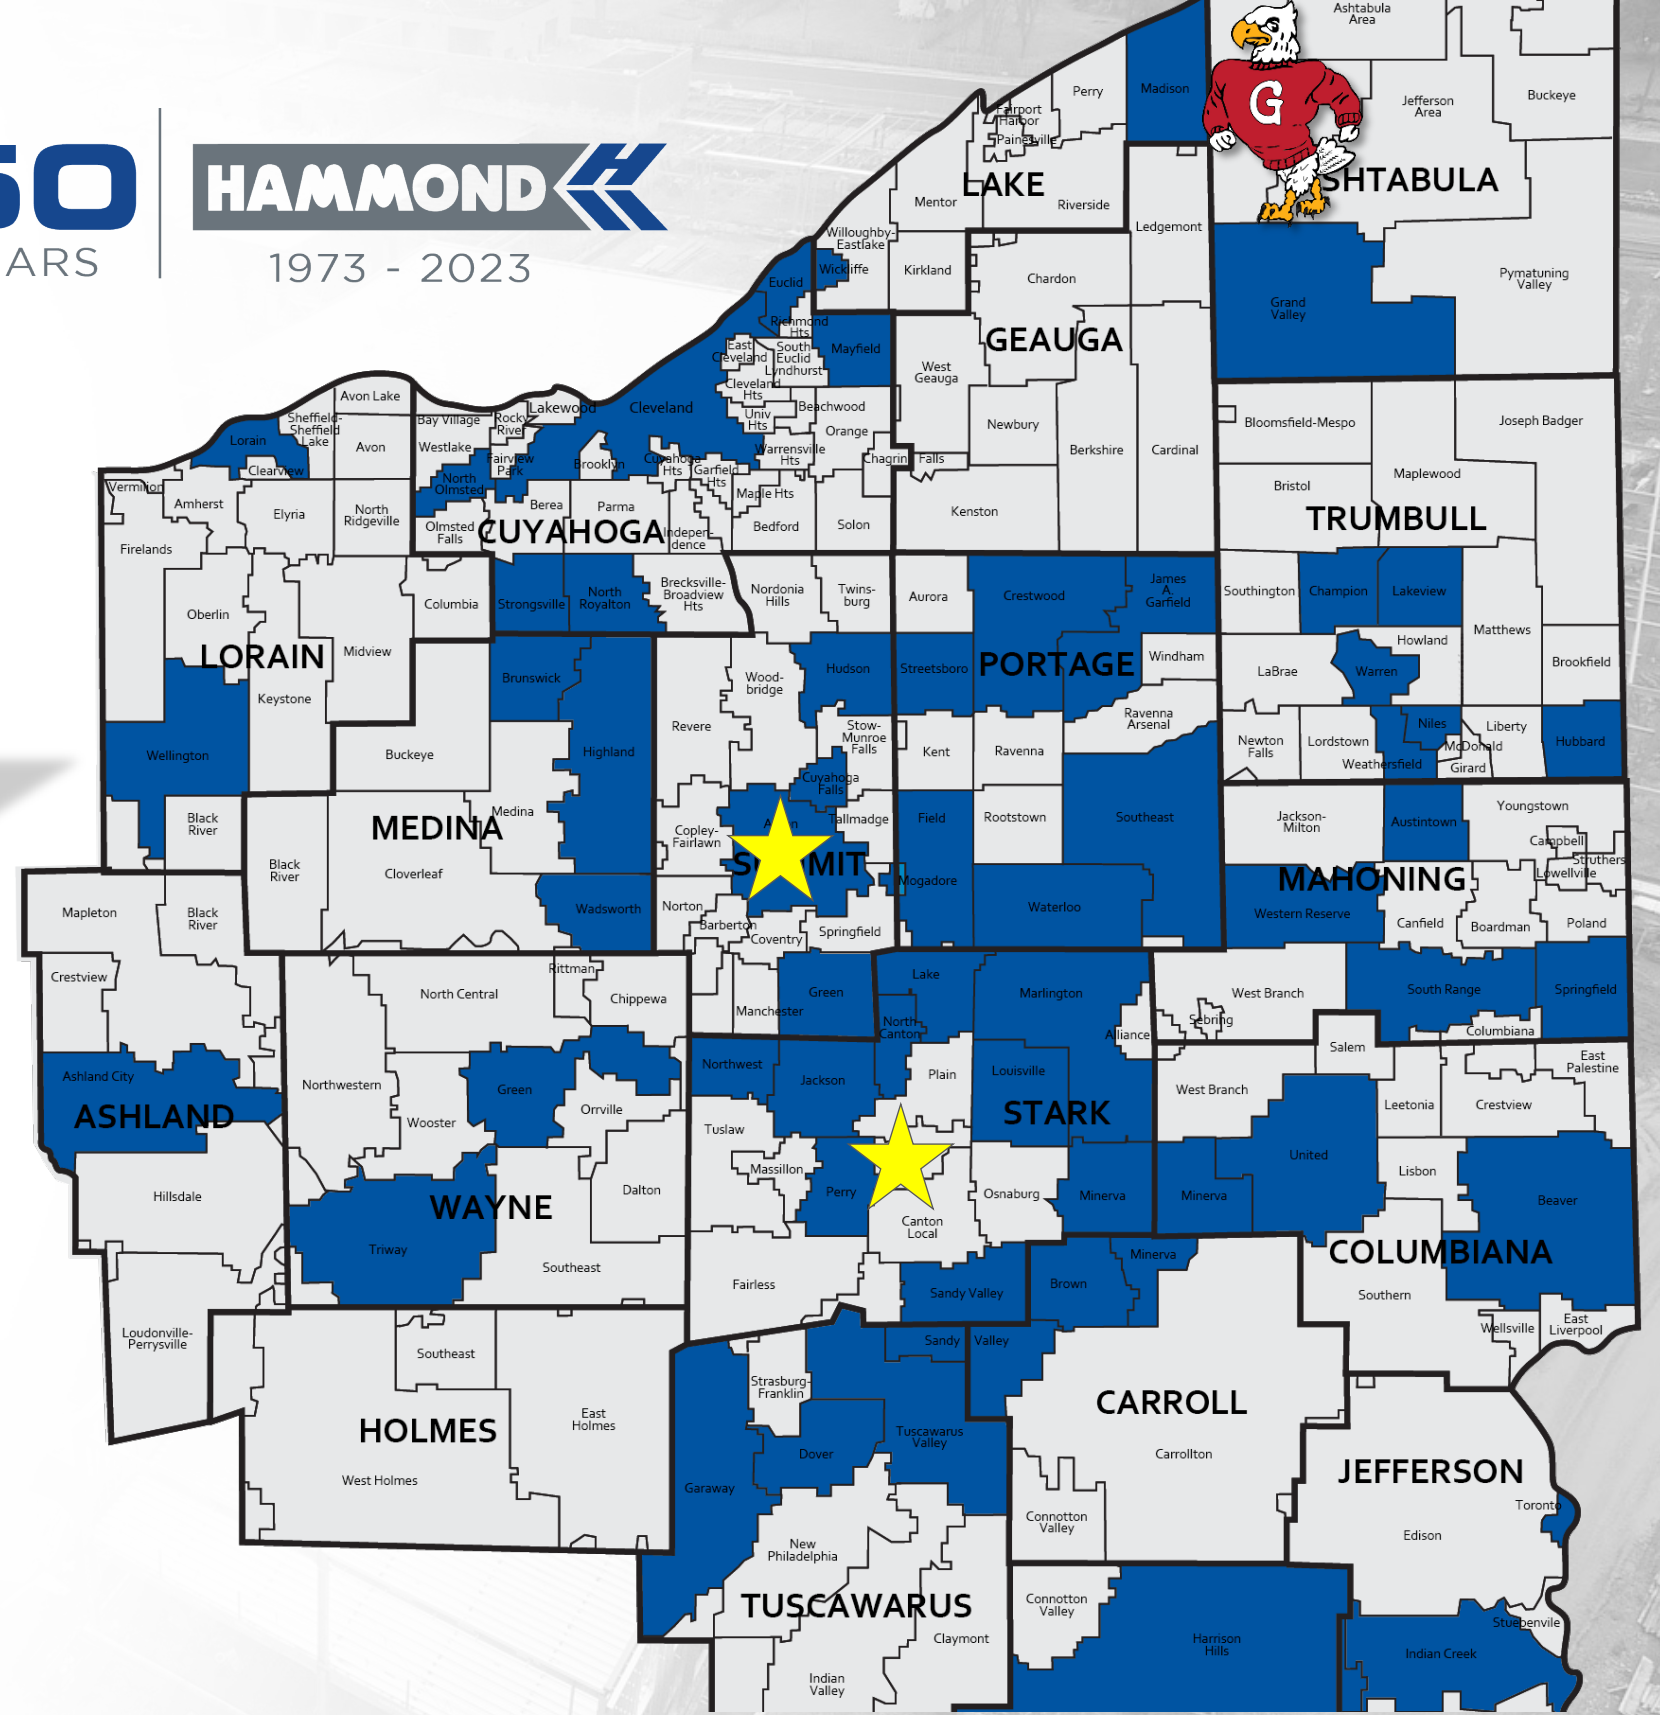 50
ARS
HAMMOND
1973 - 2023
G
Ashtabula
Area
Perry
Madison
Jefferson
Area
Buckeye
Fairport
Harbor
Painesville
LAKE
SHTABULA
Mentor
Riverside
Ledgemont
Willoughby-
Eastlake
Wickliffe
Kirkland
Chardon
Pymatuning
Valley
Euclid
Grand
Valley
Richmond
Hts
GEAUGA
East
Cleveland
South
Euclid
Lyndhurst
Mayfield
West
Geauga
Cleveland
Hts
Avon Lake
Lakewood
Cleveland
Beachwood
Bay Village
Rocky
River
Univ
Hts
Orange
Newbury
Bloomsfield-Mespo
Joseph Badger
Sheffield-
Sheffield
Lake
Lorain
Avon
Westlake
Fairview
Park
Brooklyn
Cuyahoga
Hts
Garfield
Hts
Warrensville
Hts
Chagrin
Falls
Berkshire
Cardinal
Maplewood
Clearview
Vermilion
North
Olmsted
Maple Hts
Bristol
Amherst
Elyria
North
Ridgeville
Berea
Parma
Kenston
TRUMBULL
Olmsted
Falls
CUYAHOGA
Indepen-
dence
Bedford
Solon
Firelands
Oberlin
Columbia
Strongsville
North
Royalton
Brecksville-
Broadview
Hts
Nordonia
Hills
Twins-
burg
Aurora
Crestwood
James
A.
Garfield
Southington
Champion
Lakeview
LORAIN
Midview
Matthews
Howland
Brookfield
Brunswick
Wood-
bridge
Hudson
Streetsboro
PORTAGE
Windham
LaBrae
Warren
Keystone
Revere
Stow-
Munroe
Falls
Ravenna
Arsenal
Wellington
Buckeye
Highland
Kent
Ravenna
Newton
Falls
Lordstown
Niles
Liberty
McDonald
Hubbard
Weathersfield
Girard
Cuyahoga
Falls
Black
River
MEDINA
Medina
Copley-
Fairlawn
Tallmadge
Field
Rootstown
Southeast
Jackson-
Milton
Austintown
Youngstown
Campbell
Struthers
Lowellville
Black
River
Cloverleaf
Mogadore
MAHONING
Mapleton
Black
River
Wadsworth
Norton
Barberton
Coventry
Springfield
Waterloo
Western Reserve
Canfield
Boardman
Poland
Crestview
North Central
Rittman
Chippewa
Manchester
Green
Lake
Marlington
West Branch
South Range
Springfield
North
Canton
Alliance
Sebring
Columbiana
Salem
Ashland City
Northwestern
Green
Northwest
Jackson
Plain
Louisville
West Branch
East
Palestine
ASHLAND
Wooster
Orrville
STARK
Leetonia
Crestview
Tuslaw
United
Hillsdale
WAYNE
Dalton
Massillon
Perry
Osnaburg
Minerva
Minerva
Lisbon
Beaver
Canton
Local
Triway
Southeast
Fairless
Sandy Valley
Brown
Minerva
COLUMBIANA
Southern
Loudonville-
Perrysville
Southeast
Sandy
Valley
Wellsville
East
Liverpool
Strasburg-
Franklin
HOLMES
East
Holmes
CARROLL
Dover
Tuscawarus
Valley
Carrollton
JEFFERSON
West Holmes
Garaway
Toronto
Connotton
Valley
Edison
New
Philadelphia
TUSCAWARUS
Connotton
Valley
Stuebenville
Claymont
Harrison
Hills
Indian Creek
Indian
Valley